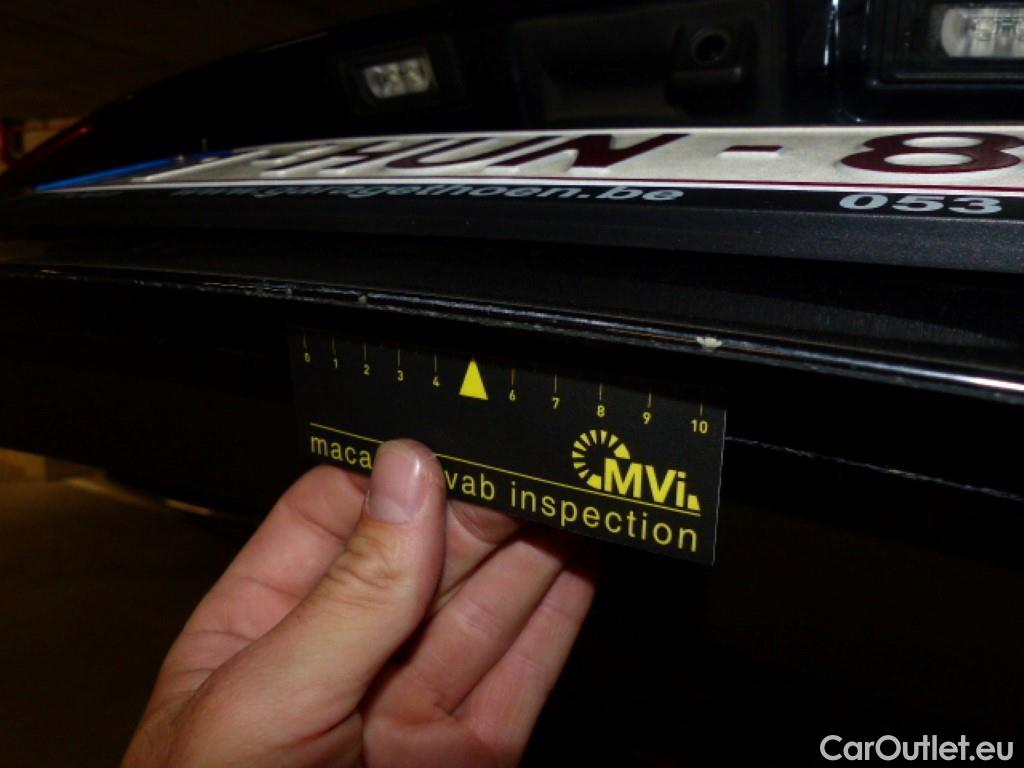 HUN - 8
www.garagethoen.be 053
0 1 2 3 4 6 7 8 9 10
MVi
maca vab inspection
CarOutlet.eu